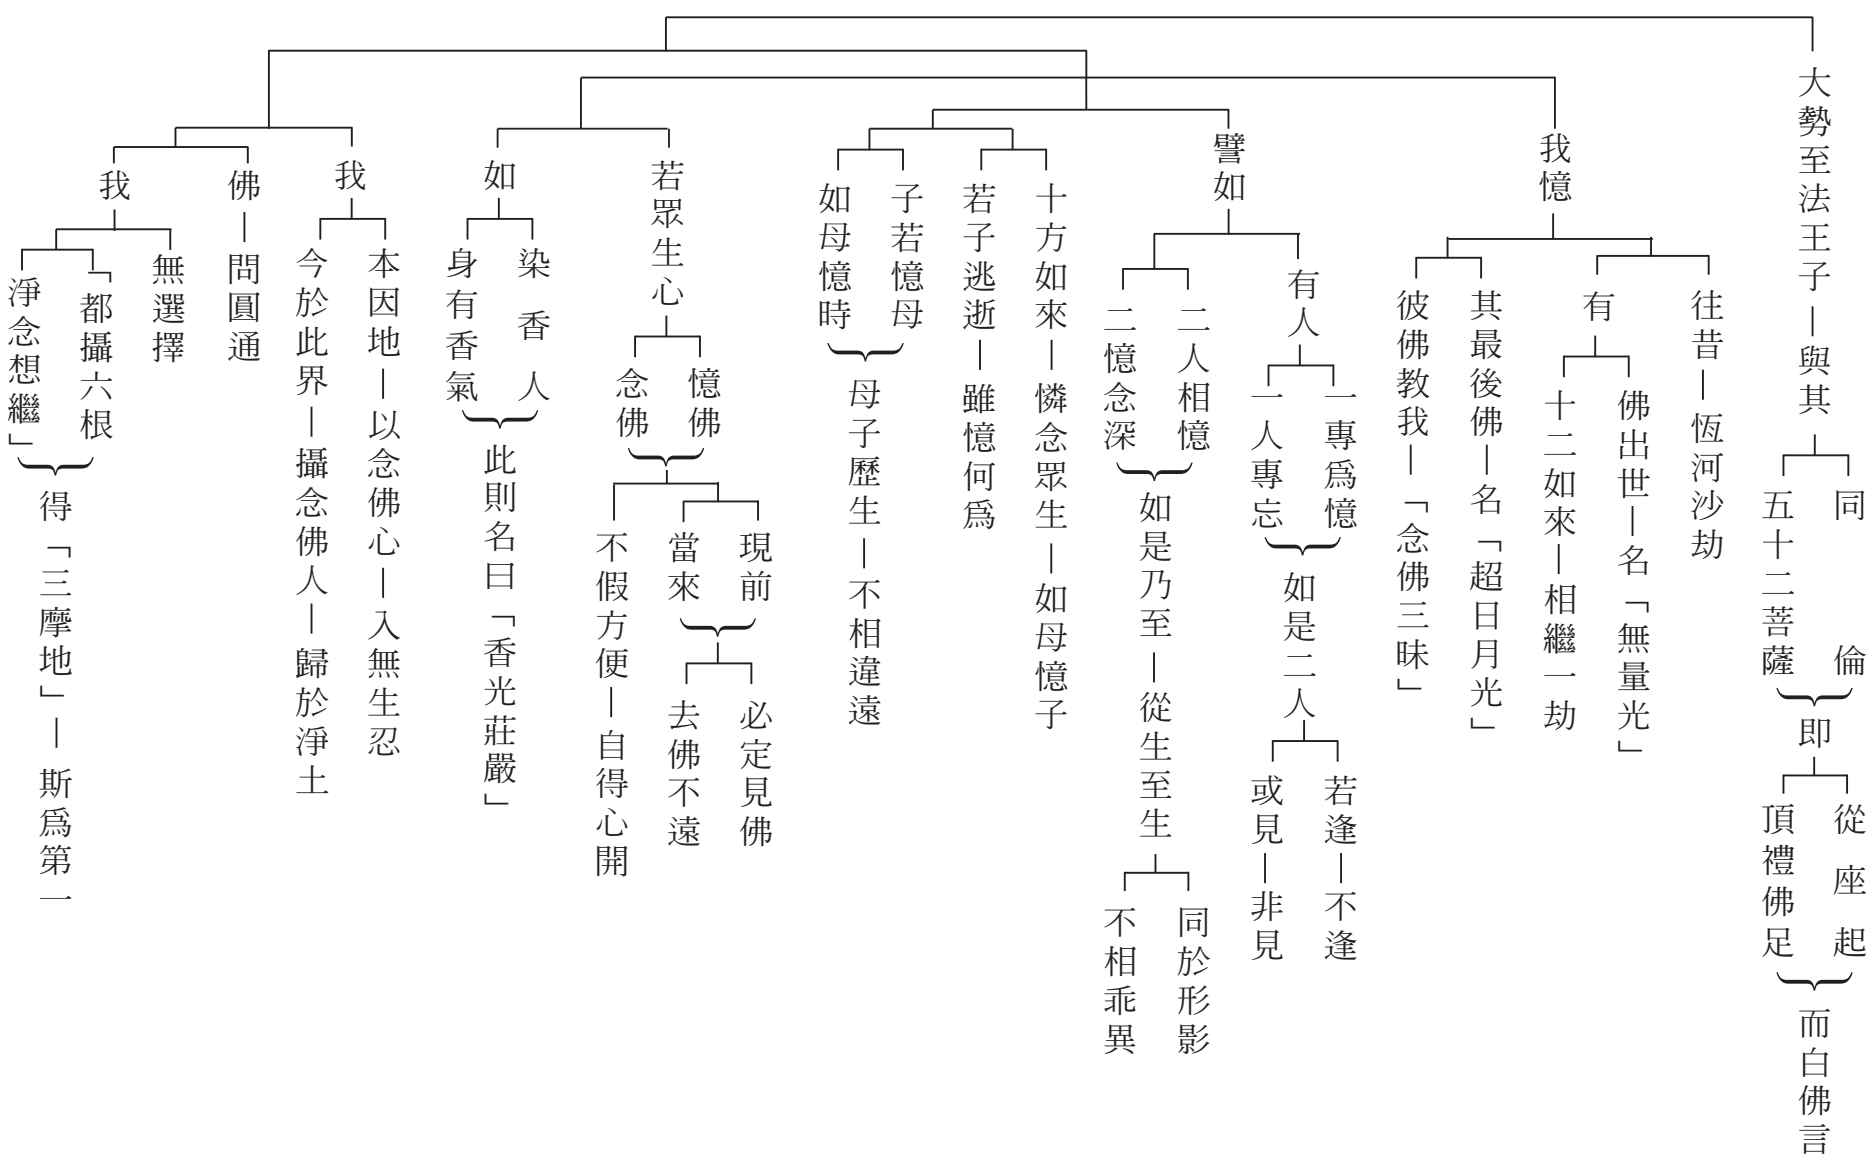 大勢至法王子—與其
同倫
五十二菩薩
即
從座起
頂禮佛足
而白佛言
我憶
往昔—恆河沙劫
有
佛出世—名「無量光」
十二如來—相繼一劫
其最後佛—名「超日月光」
彼佛教我—「念佛三昧」
譬如
有人
一專爲憶
一人專忘
如是二人
若逢—不逢
或見—非見
二人相憶
二憶念深
如是乃至—從生至生
同於形影
不相乖異
十方如來—憐念眾生—如母憶子
若子逃逝—雖憶何爲
子若憶母
如母憶時
母子歷生—不相違遠
若眾生心
憶佛
念佛
現前
當來
必定見佛
去佛不遠
不假方便—自得心開
如
染香人
身有香氣
此則名曰「香光莊嚴」
我
本因地—以念佛心—入無生忍
今於此界—攝念佛人—歸於淨土
佛—問圓通
我
無選擇
「都攝六根
淨念想繼」
得「三摩地」—斯爲第一